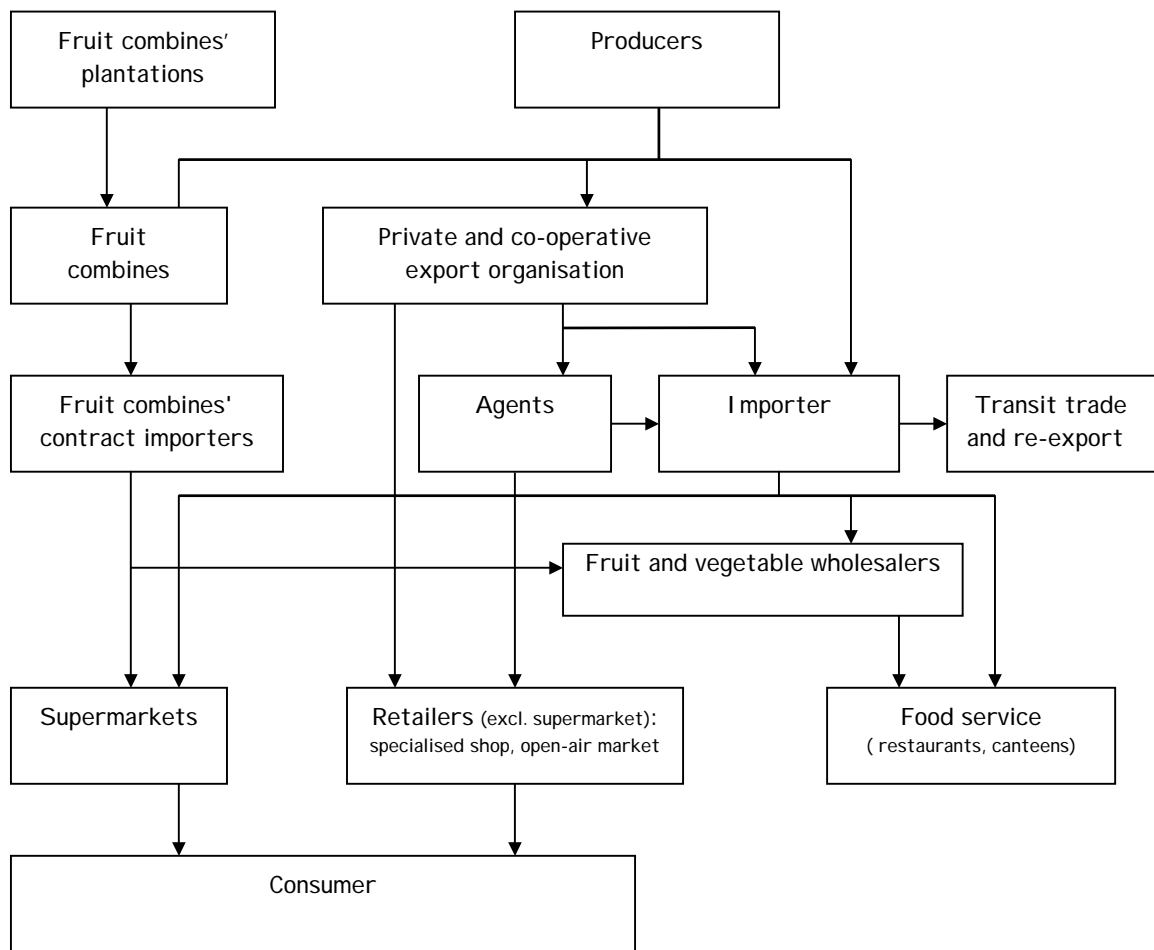 Fruit combines’
plantations
Producers
Fruit
combines
Private and co-operative
export organisation
Fruit combines'
contract importers
Agents
Importer
Transit trade
and re-export
Fruit and vegetable wholesalers
Supermarkets
Retailers (excl. supermarket):
specialised shop, open-air market
Food service
( restaurants, canteens)
Consumer